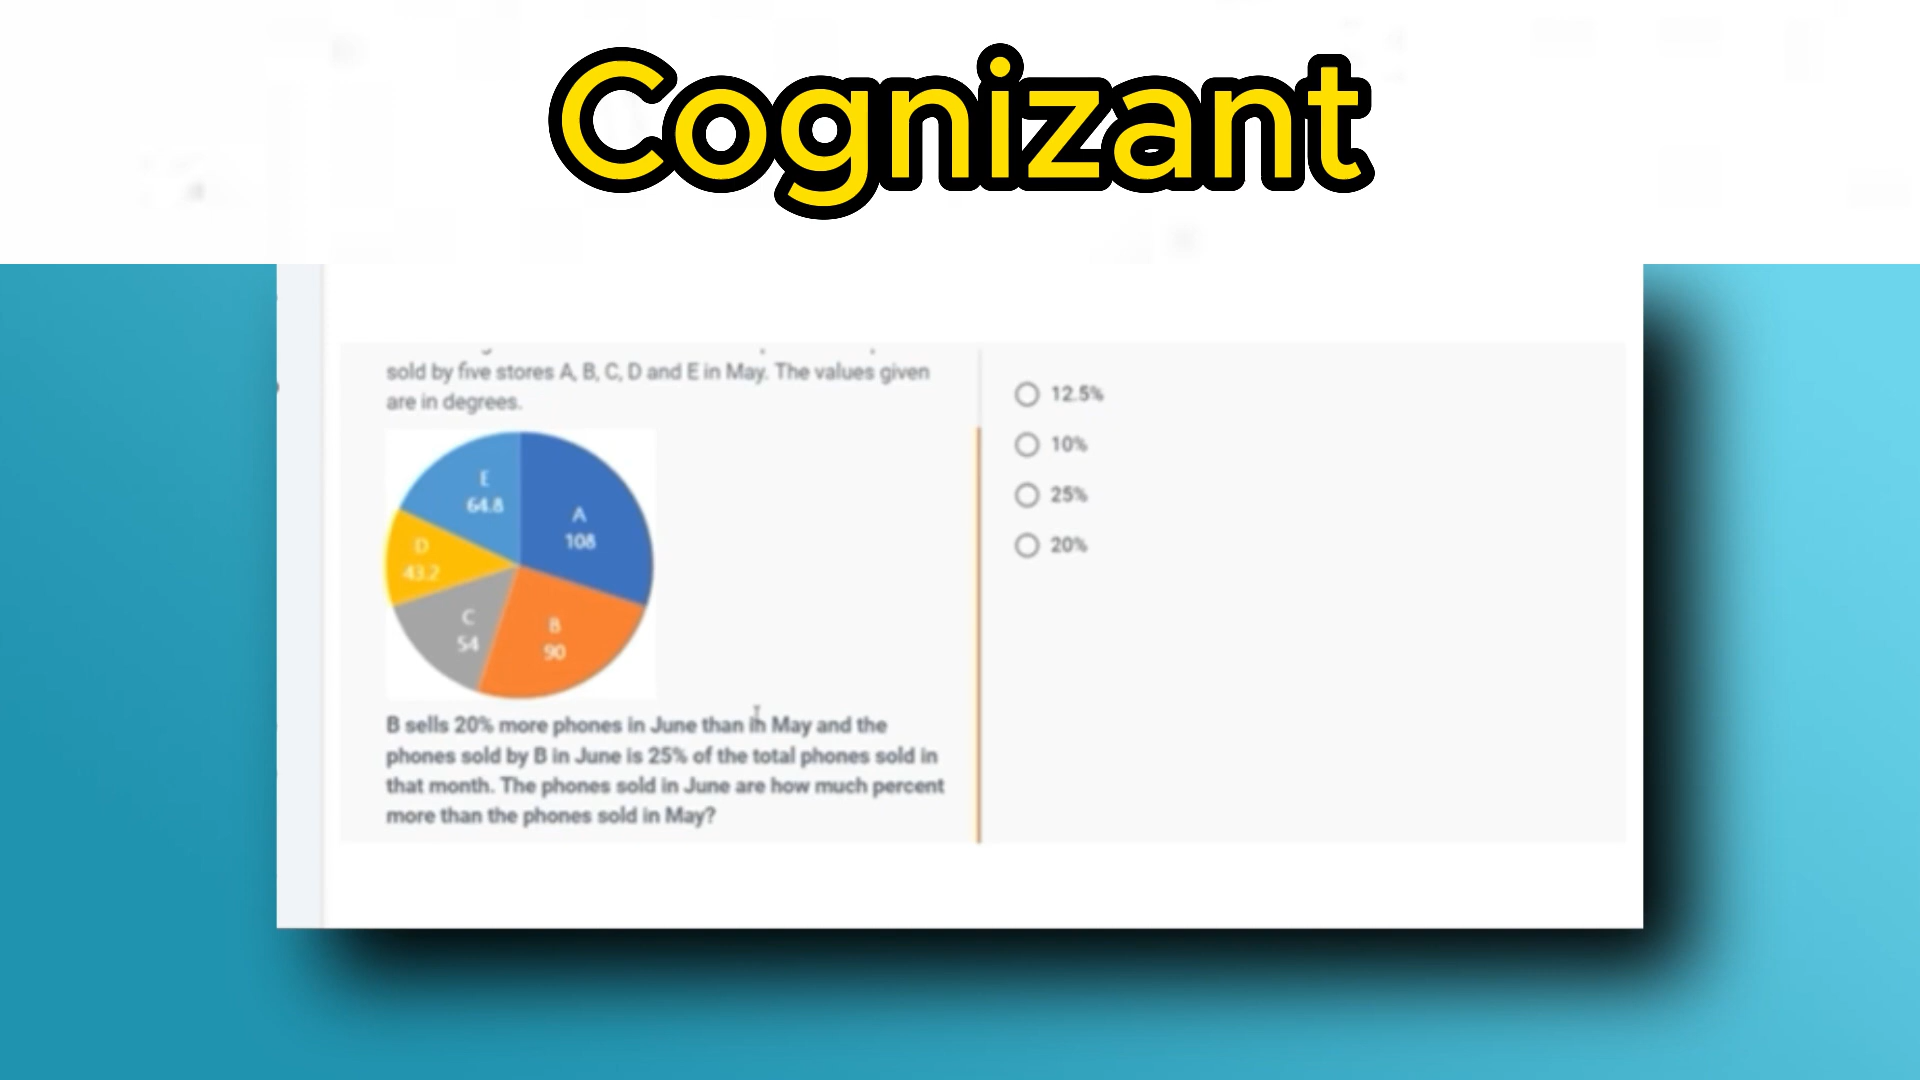 Cognizant
sold by five stores A, B, C, D and E in May. The values given
are in degrees.
E
64.8
A
108
D
43.2
C
54
B
90
B sells 20% more phones in June than in May and the
phones sold by B in June is 25% of the total phones sold in
that month. The phones sold in June are how much percent
more than the phones sold in May?
12.5%
10%
25%
20%